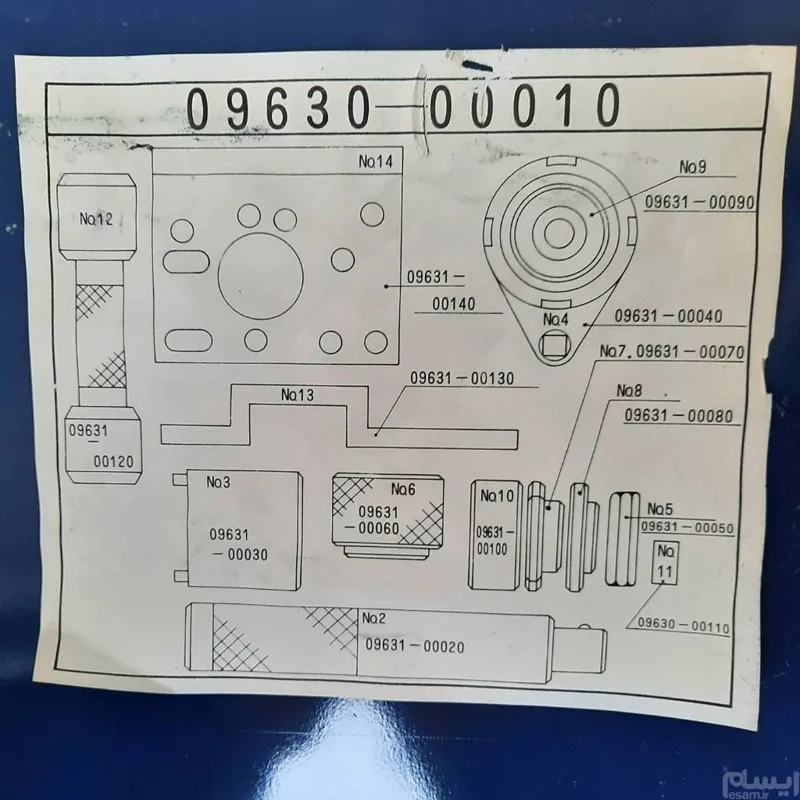 09630-00010
No.14
No.9
09631-00090
No.12
09631-
00140
No.4
09631-00040
No.7. 09631-00070
09631-00130
No.13
No.8
09631-00080
09631
-
00120
No.3
09631
-00030
No.6
09631
-00060
No.10
09631-
00100
No.5
09631-00050
No
11
09630-00110
No.2
09631-00020
ایسام
esam.ir